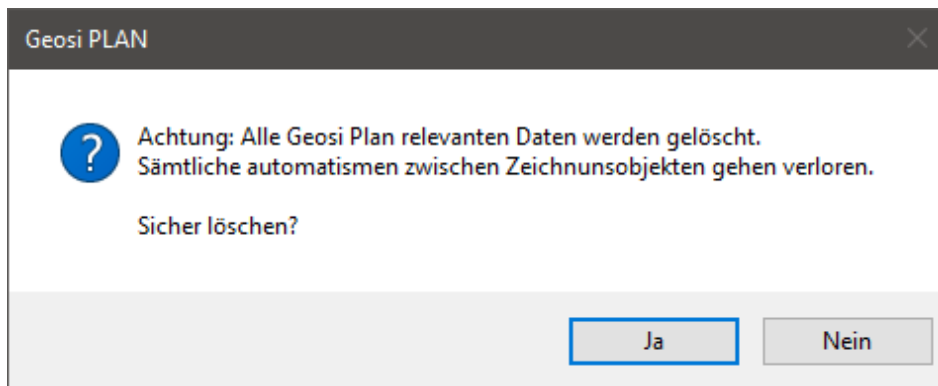 Geosi PLAN
Achtung: Alle Geosi Plan relevanten Daten werden gelöscht.
Sämtliche automatismen zwischen Zeichnunsobjekten gehen verloren.
Sicher löschen?
Ja
Nein